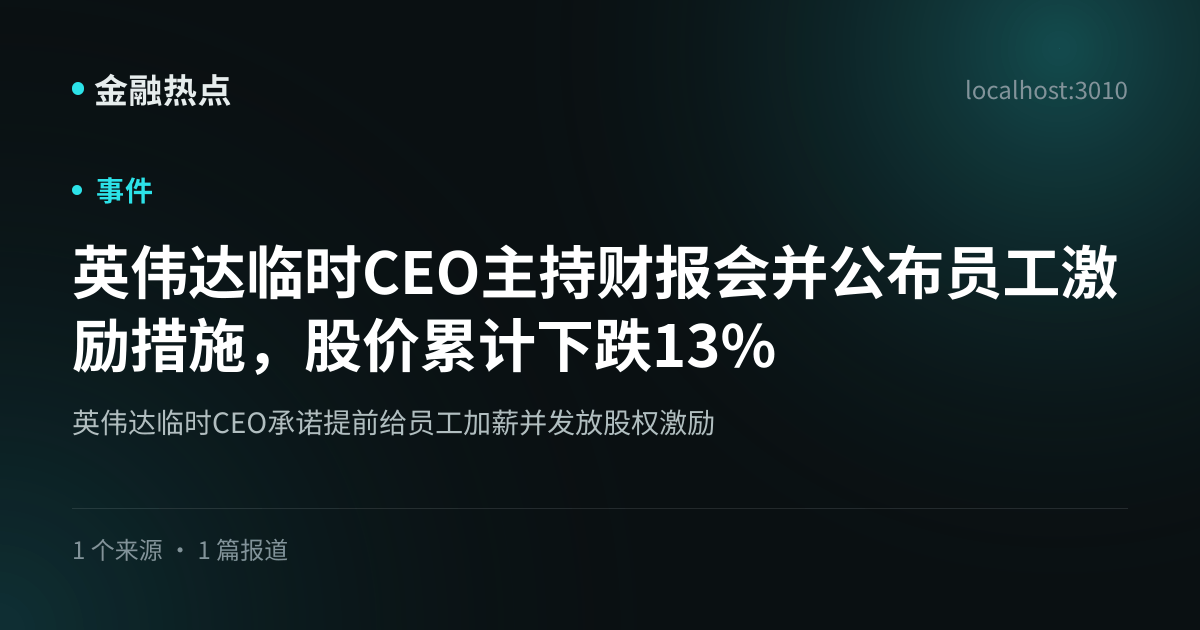 金融热点
localhost:3010
事件
英伟达临时CEO主持财报会并公布员工激
励措施，股价累计下跌13%
英伟达临时CEO承诺提前给员工加薪并发放股权激励
1 个来源 · 1 篇报道